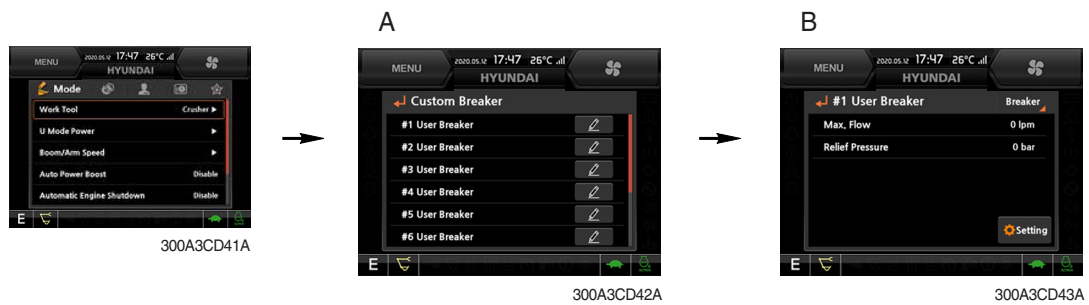 A
B
MENU
2020.05.12 17:47 26°C
HYUNDAI
Mode
Work Tool Crusher ▶
U Mode Power ▶
Boom/Arm Speed ▶
Auto Power Boost Disable
Automatic Engine Shutdown Disable
E
300A3CD41A
MENU
2020.05.12 17:47 26°C
HYUNDAI
Custom Breaker
#1 User Breaker
#2 User Breaker
#3 User Breaker
#4 User Breaker
#5 User Breaker
#6 User Breaker
E
300A3CD42A
MENU
2020.05.12 17:47 26°C
HYUNDAI
#1 User Breaker Breaker
Max, Flow 0 lpm
Relief Pressure 0 bar
Setting
E
300A3CD43A